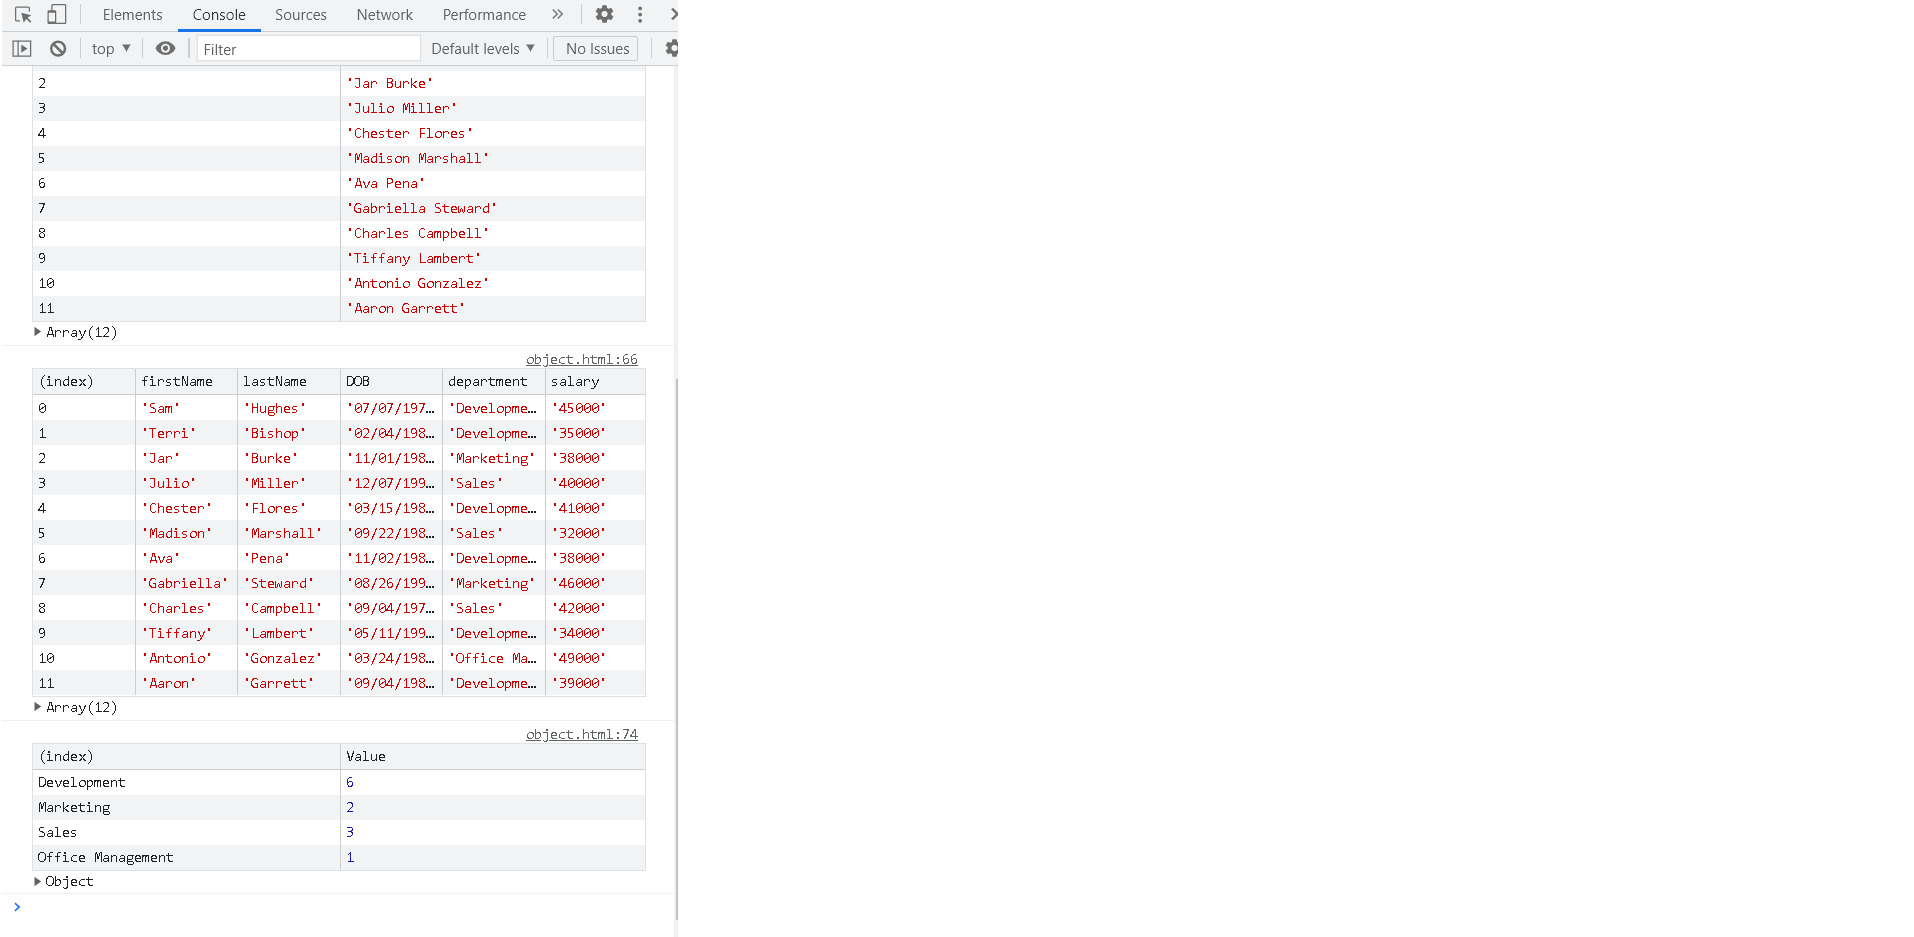 Elements Console Sources Network Performance »
top ▼ Filter Default levels ▼ No Issues
2 'Jar Burke'
3 'Julio Miller'
4 'Chester Flores'
5 'Madison Marshall'
6 'Ava Pena'
7 'Gabriella Steward'
8 'Charles Campbell'
9 'Tiffany Lambert'
10 'Antonio Gonzalez'
11 'Aaron Garrett'
Array(12)
object.html:66
(index) firstName lastName DOB department salary
0 'Sam' 'Hughes' '07/07/197… 'Developme… '45000'
1 'Terri' 'Bishop' '02/04/198… 'Developme… '35000'
2 'Jar' 'Burke' '11/01/198… 'Marketing' '38000'
3 'Julio' 'Miller' '12/07/199… 'Sales' '40000'
4 'Chester' 'Flores' '03/15/198… 'Developme… '41000'
5 'Madison' 'Marshall' '09/22/198… 'Sales' '32000'
6 'Ava' 'Pena' '11/02/198… 'Developme… '38000'
7 'Gabriella' 'Steward' '08/26/199… 'Marketing' '46000'
8 'Charles' 'Campbell' '09/04/197… 'Sales' '42000'
9 'Tiffany' 'Lambert' '05/11/199… 'Developme… '34000'
10 'Antonio' 'Gonzalez' '03/24/198… 'Office Ma… '49000'
11 'Aaron' 'Garrett' '09/04/198… 'Developme… '39000'
Array(12)
object.html:74
(index) Value
Development 6
Marketing 2
Sales 3
Office Management 1
Object